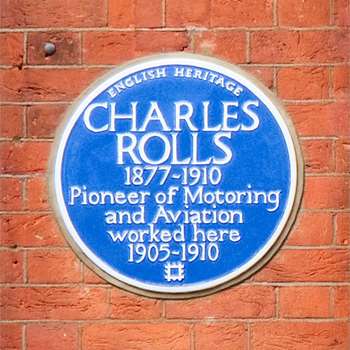 ENGLISH HERITAGE
CHARLES
ROLLS
1877-1910
Pioneer of Motoring
and Aviation
worked here
1905-1910